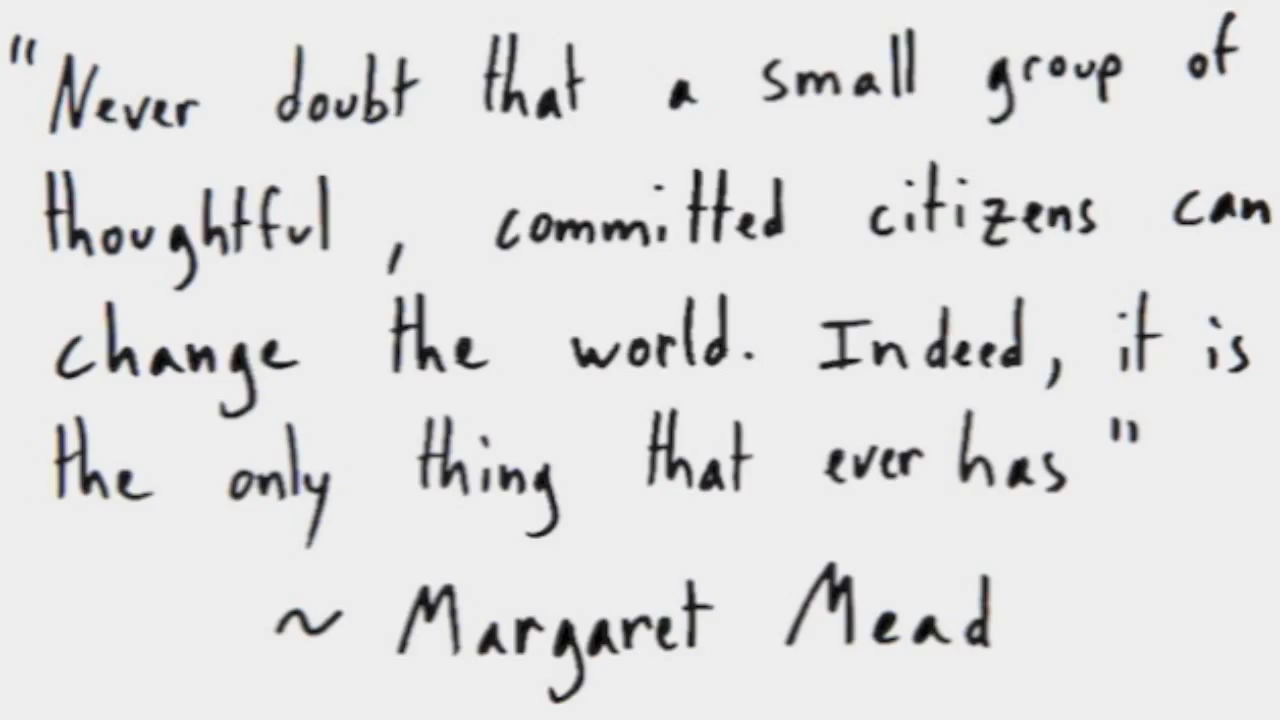 "Never doubt that a small group of
thoughtful, committed citizens can
change the world. Indeed, it is
the only thing that ever has"
~ Margaret Mead